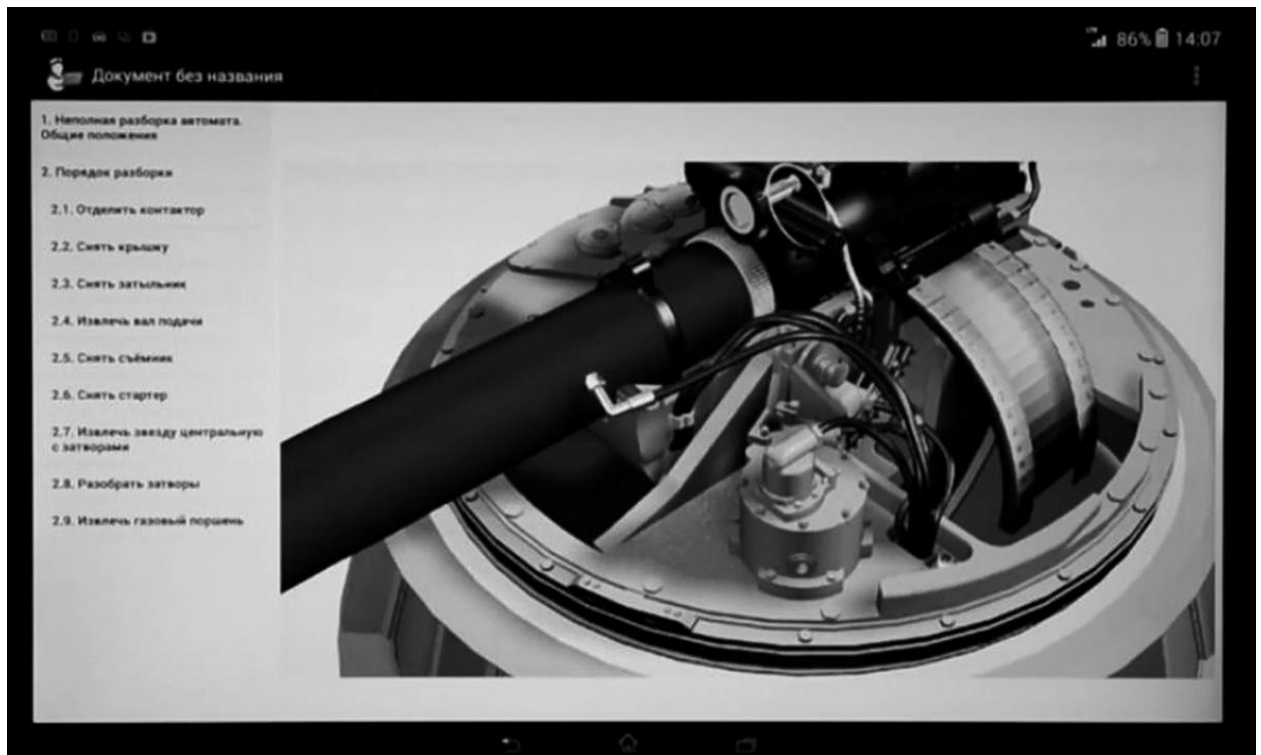 86% 14:07
Документ без названия
1. Неполная разборка автомата.
Общие положения
2. Порядок разборки
2.1. Отделить контактор
2.2. Снять крышку
2.3. Снять затыльник
2.4. Извлечь вал подачи
2.5. Снять съёмник
2.6. Снять стартер
2.7. Извлечь звезду центральную
с затворами
2.8. Разобрать затворы
2.9. Извлечь газовый поршень